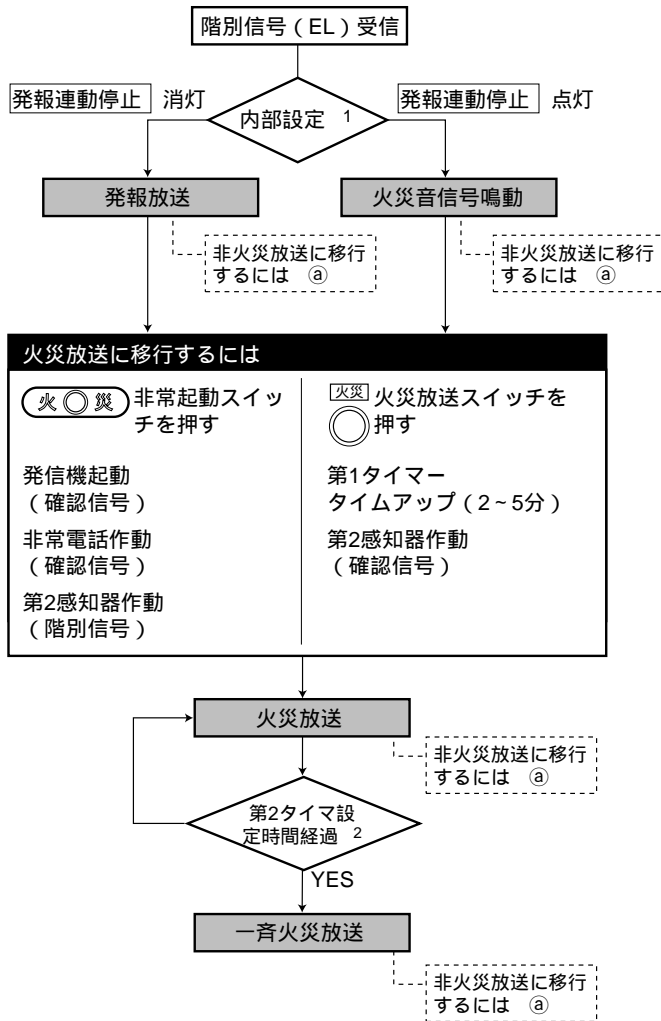 階別信号（EL）受信
発報連動停止 消灯
発報連動停止 点灯
内部設定 1
発報放送
火災音信号鳴動
非火災放送に移行
するには ⓐ
非火災放送に移行
するには ⓐ
火災放送に移行するには
火災 非常起動スイッ
チを押す
発信機起動
（確認信号）
非常電話作動
（確認信号）
第2感知器作動
（階別信号）
火災 火災放送スイッチを
押す
第1タイマー
タイムアップ（2～5分）
第2感知器作動
（確認信号）
火災放送
非火災放送に移行
するには ⓐ
第2タイマ設
定時間経過 2
YES
一斉火災放送
非火災放送に移行
するには ⓐ